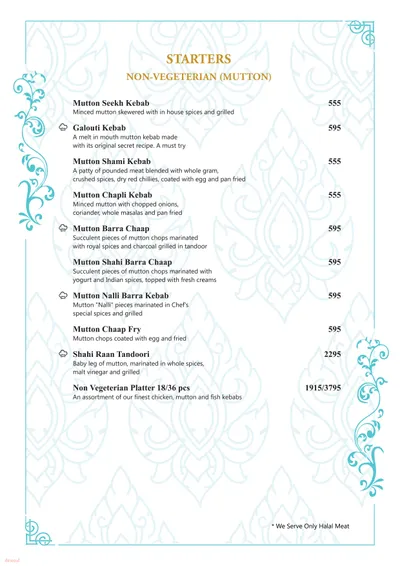 STARTERS
NON-VEGETERIAN (MUTTON)
Mutton Seekh Kebab 555
Minced mutton skewered with in house spices and grilled
Galouti Kebab 595
A melt in mouth mutton kebab made
with its original secret recipe. A must try
Mutton Shami Kebab 555
A patty of pounded meat blended with whole gram,
crushed spices, dry red chillies, coated with egg and pan fried
Mutton Chapli Kebab 555
Minced mutton with chopped onions,
coriander, whole masalas and pan fried
Mutton Barra Chaap 595
Succulent pieces of mutton chops marinated
with royal spices and charcoal grilled in tandoor
Mutton Shahi Barra Chaap 595
Succulent pieces of mutton chops marinated with
yogurt and Indian spices, topped with fresh creams
Mutton Nalli Barra Kebab 595
Mutton "Nalli" pieces marinated in Chef's
special spices and grilled
Mutton Chaap Fry 595
Mutton chops coated with egg and fried
Shahi Raan Tandoori 2295
Baby leg of mutton, marinated in whole spices,
malt vinegar and grilled
Non Vegeterian Platter 18/36 pcs 1915/3795
An assortment of our finest chicken, mutton and fish kebabs
* We Serve Only Halal Meat